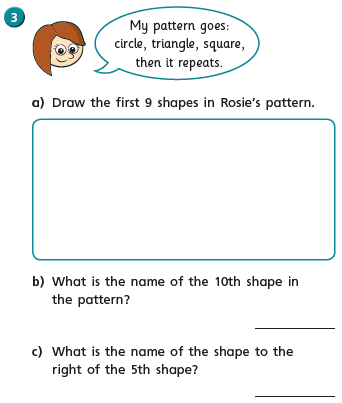 3
My pattern goes:
circle, triangle, square,
then it repeats.
a) Draw the first 9 shapes in Rosie's pattern.
b) What is the name of the 10th shape in
the pattern?
c) What is the name of the shape to the
right of the 5th shape?